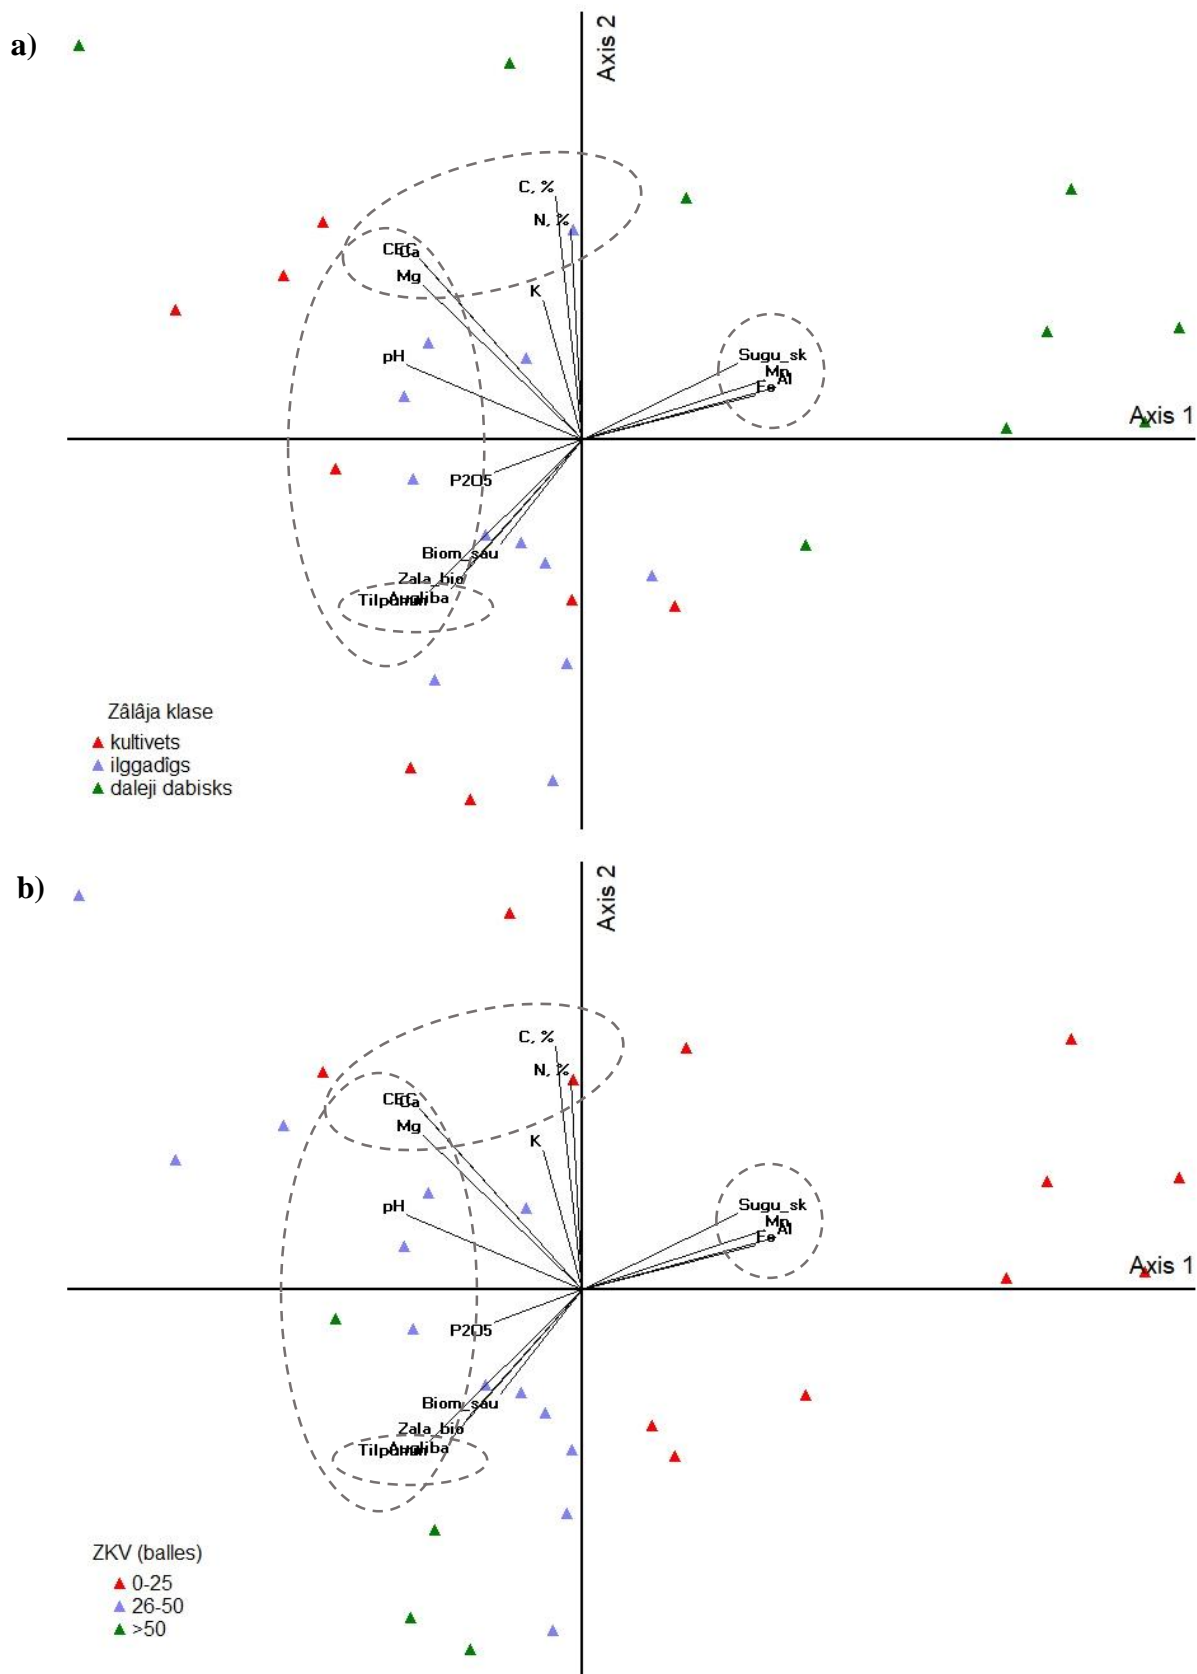 a)
Axis 2
C, %
N, %
CEC
Ca
Mg
K
pH
Sugu_sk
Mn
Al
Fe
Axis 1
P2O5
Biom_sau
Zala_bio
Augliba
Zâlâja klase
kultivets
ilggadîgs
daleji dabisks
b)
Axis 2
C, %
N, %
CEC
Ca
Mg
K
pH
Sugu_sk
Mn
Al
Fe
Axis 1
P2O5
Biom_sau
Zala_bio
Augliba
ZKV (balles)
0-25
26-50
>50